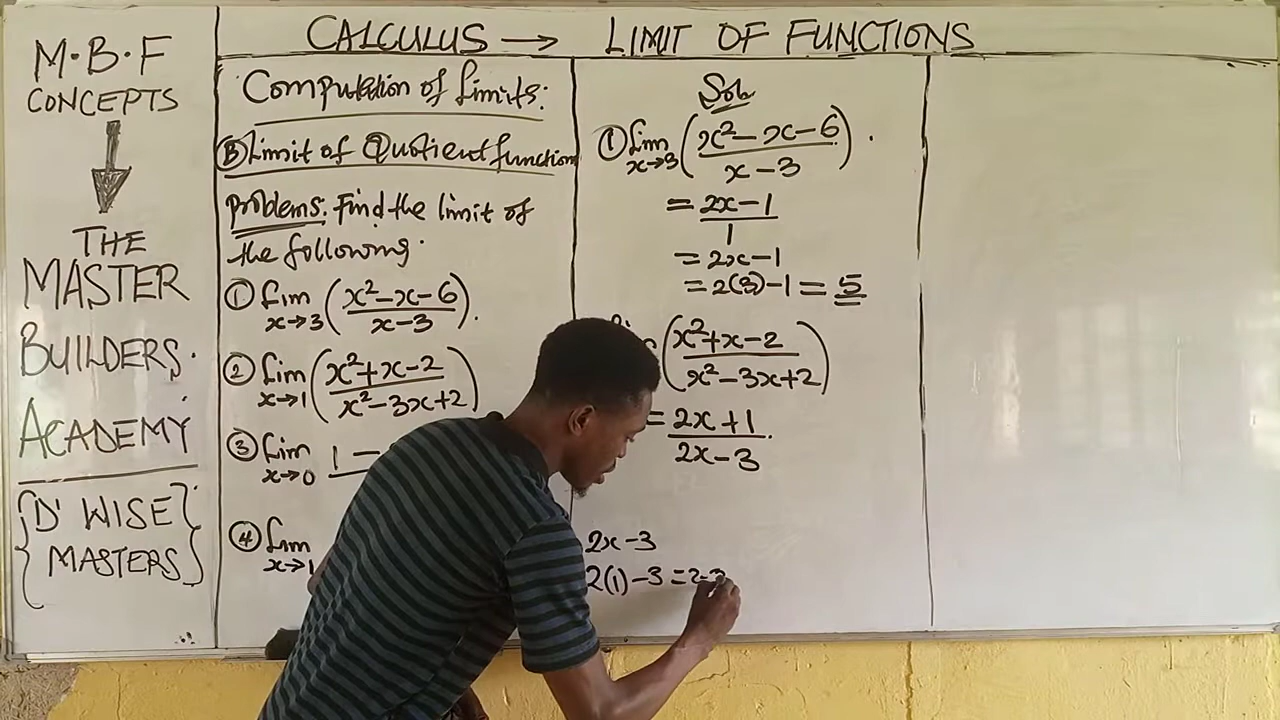 CALCULUS → LIMIT OF FUNCTIONS
M.B.F
CONCEPTS
THE
MASTER
BUILDERS.
ACADEMY
{D' WISE
MASTERS}
Computation of limits:
(B) Limit of Quotient function
problems: Find the limit of
the following.
① Lim x→3 ((x²-x-6)/(x-3)).
② Lim x→1 ((x²+x-2)/(x²-3x+2))
③ Lim x→0 1 -
④ Lim x→1
Soln
① lim x→3 ((x²-x-6)/(x-3)).
= (2x-1)/1
= 2x-1
= 2(3)-1 = 5
((x²+x-2)/(x²-3x+2))
= (2x+1)/(2x-3).
2x-3
2(1)-3 = 2-3